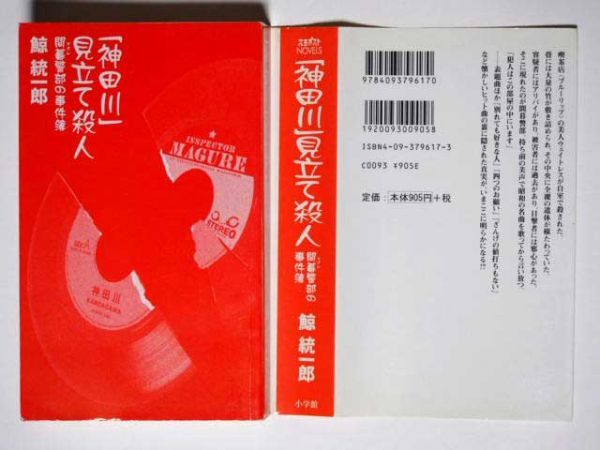 「神田川」
見立て殺人
間暮警部の事件簿
鯨統一郎
INSPECTOR
MAGURE
STEREO
SIDE A
神田川
KANDAGAWA
文芸ポスト
NOVELS
「神田川」見立て殺人
間暮警部の
事件簿
鯨統一郎
小学館
9784093796170
1920093009058
ISBN4-09-379617-3
C0093 ¥905E
定価：本体905円+税
喫茶店〈ブルーリップ〉の美人ウェイトレスが自室で殺された。
床には大量の竹が敷き詰められ、その中央に全裸の遺体が横たわっていた。
容疑者にはアリバイがあり、被害者には過去があり、目撃者には邪心があった。
そこに現れたのが間暮警部。持ち前の美声で昭和の名曲を歌ってから言い放つ。
「犯人はこの部屋の中にいます」
――表題曲ほか「別れても好きな人」「四つのお願い」「ざんげの値打ちもない」
など懐かしいヒット曲の裏に隠された真実が、いまここに明らかになる!?